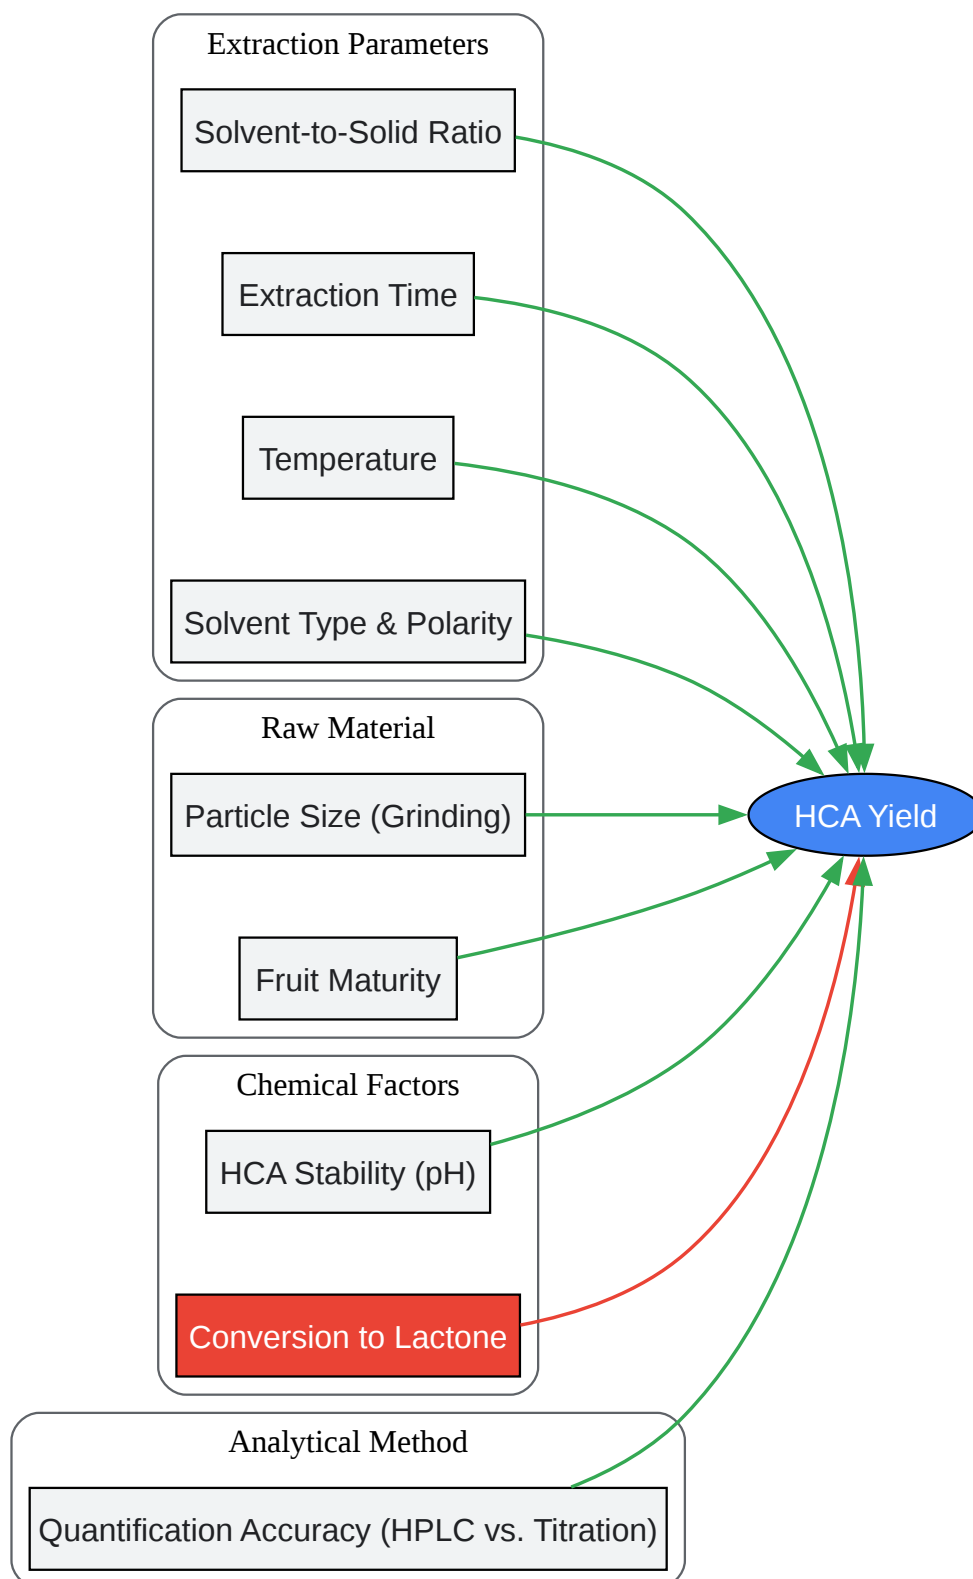 Extraction Parameters
Solvent-to-Solid Ratio
Extraction Time
Temperature
Solvent Type & Polarity
Raw Material
Particle Size (Grinding)
HCA Yield
Fruit Maturity
Chemical Factors
HCA Stability (pH)
Conversion to Lactone
Analytical Method
Quantification Accuracy (HPLC vs. Titration)